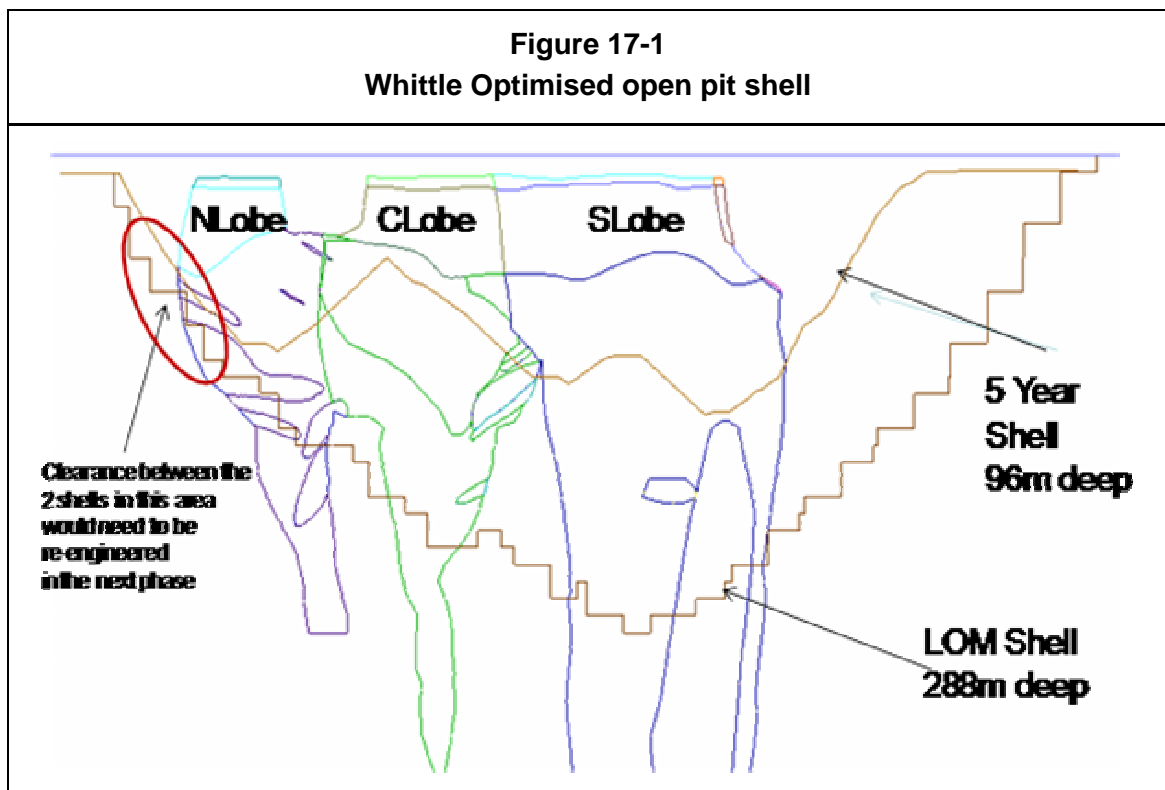 Figure 17-1
Whittle Optimised open pit shell
NLobe
CLobe
SLobe
5 Year
Shell
96m deep
Clearance between the
2 shells in this area
would need to be
re-engineered
in the next phase
LOM Shell
288m deep